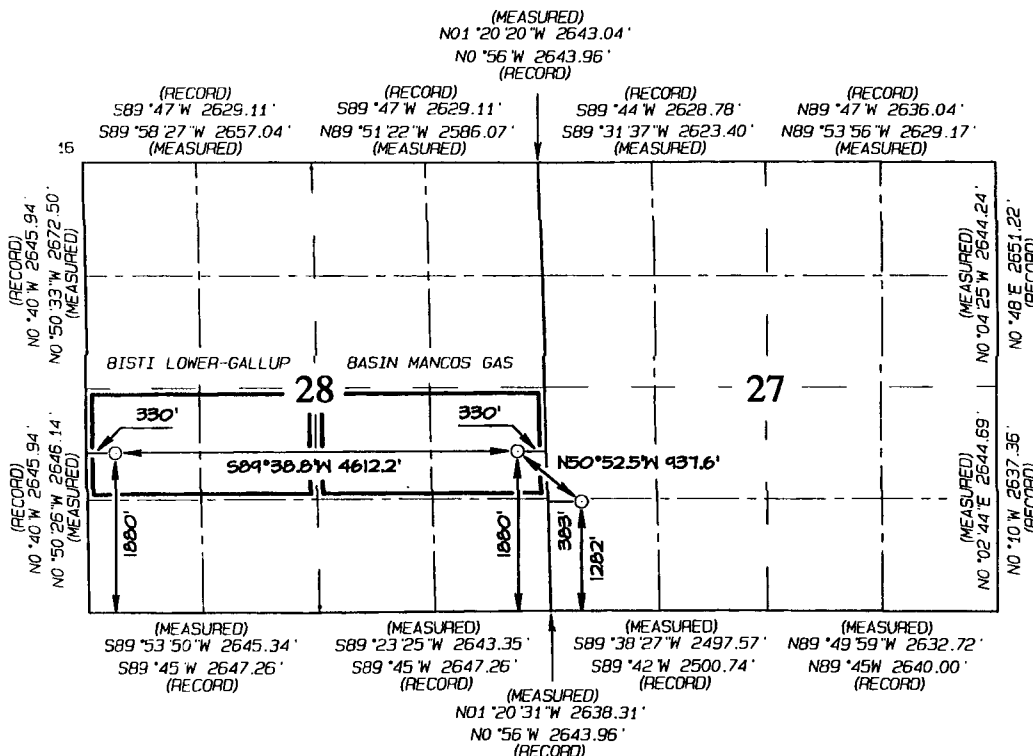 (MEASURED)
N01°20'20"W 2643.04'
N0°56'W 2643.96'
(RECORD)
(RECORD)
S89°47'W 2629.11'
S89°58'27"W 2657.04'
(MEASURED)
(RECORD)
S89°47'W 2629.11'
N89°51'22"W 2586.07'
(MEASURED)
(RECORD)
S89°44'W 2628.78'
S89°31'37"W 2623.40'
(MEASURED)
(RECORD)
N89°47'W 2636.04'
N89°53'56"W 2629.17'
(MEASURED)
16
(RECORD)
N0°40'W 2645.94'
N0°50'33"W 2672.50'
(MEASURED)
(MEASURED)
N0°04'25"W 2644.24'
N0°48'E 2651.22'
(RECORD)
BISTI LOWER-GALLUP
BASIN MANCOS GAS
28
27
330'
330'
S89°38.8'W 4612.2'
N50°52.5'W 937.6'
1880'
1880'
383'
1282'
(RECORD)
N0°40'W 2645.94'
N0°50'26"W 2646.14'
(MEASURED)
(MEASURED)
N0°02'44"E 2644.69'
N0°10'W 2637.36'
(RECORD)
(MEASURED)
S89°53'50"W 2645.34'
S89°45'W 2647.26'
(RECORD)
(MEASURED)
S89°23'25"W 2643.35'
S89°45'W 2647.26'
(RECORD)
(MEASURED)
S89°38'27"W 2497.57'
S89°42'W 2500.74'
(RECORD)
(MEASURED)
N89°49'59"W 2632.72'
N89°45W 2640.00'
(RECORD)
(MEASURED)
N01°20'31"W 2638.31'
N0°56'W 2643.96'
(RECORD)